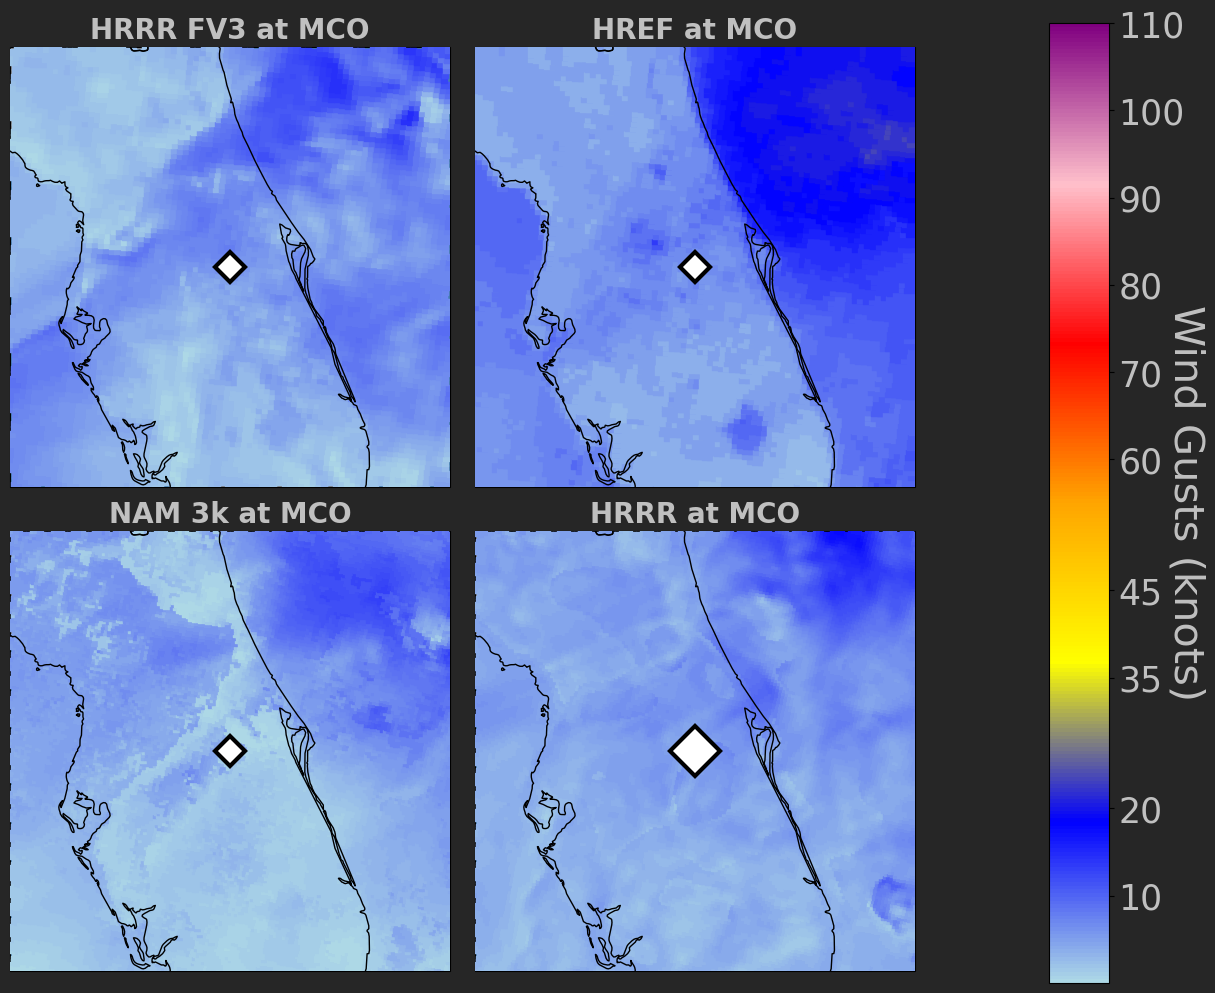 HRRR FV3 at MCO
HREF at MCO
NAM 3k at MCO
HRRR at MCO
110
100
90
80
70
60
45
35
20
10
Wind Gusts (knots)